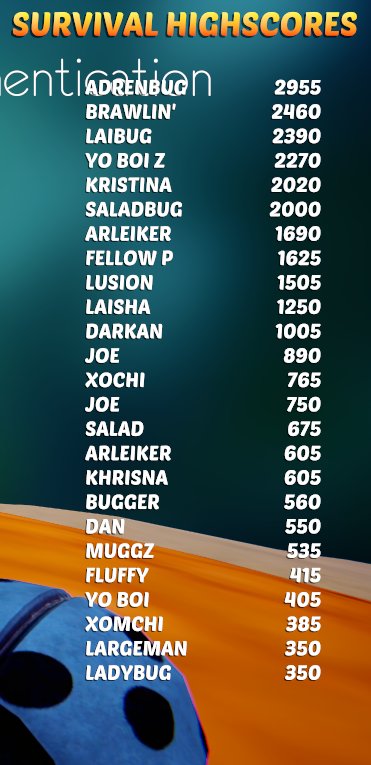 SURVIVAL HIGHSCORES
entication
ADRENBUG 2955
BRAWLIN' 2460
LAIBUG 2390
YO BOI Z 2270
KRISTINA 2020
SALADBUG 2000
ARLEIKER 1690
FELLOW P 1625
LUSION 1505
LAISHA 1250
DARKAN 1005
JOE 890
XOCHI 765
JOE 750
SALAD 675
ARLEIKER 605
KHRISNA 605
BUGGER 560
DAN 550
MUGGZ 535
FLUFFY 415
YO BOI 405
XOMCHI 385
LARGEMAN 350
LADYBUG 350